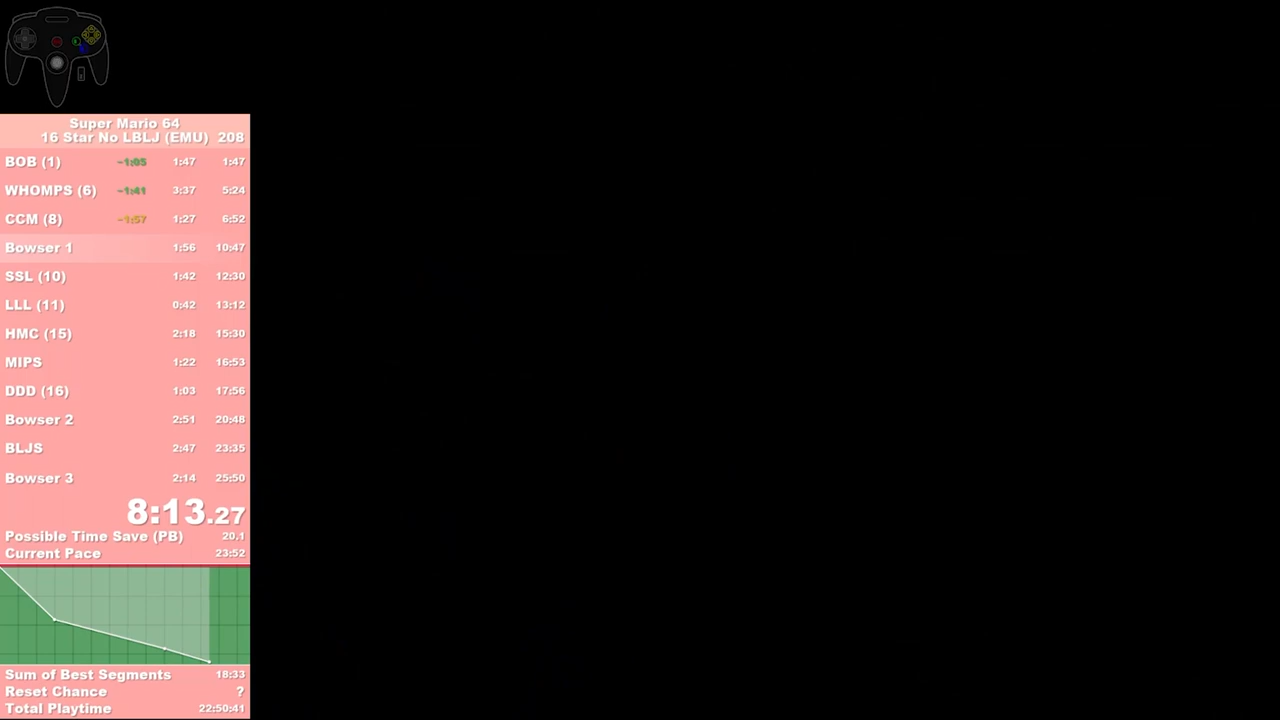 Super Mario 64
16 Star No LBLJ (EMU) 208
BOB (1) -1:05 1:47 1:47
WHOMPS (6) -1:41 3:37 5:24
CCM (8) -1:57 1:27 6:52
Bowser 1 1:56 10:47
SSL (10) 1:42 12:30
LLL (11) 0:42 13:12
HMC (15) 2:18 15:30
MIPS 1:22 16:53
DDD (16) 1:03 17:56
Bowser 2 2:51 20:48
BLJS 2:47 23:35
Bowser 3 2:14 25:50
8:13.27
Possible Time Save (PB) 20.1
Current Pace 23:52
Sum of Best Segments 18:33
Reset Chance ?
Total Playtime 22:50:41